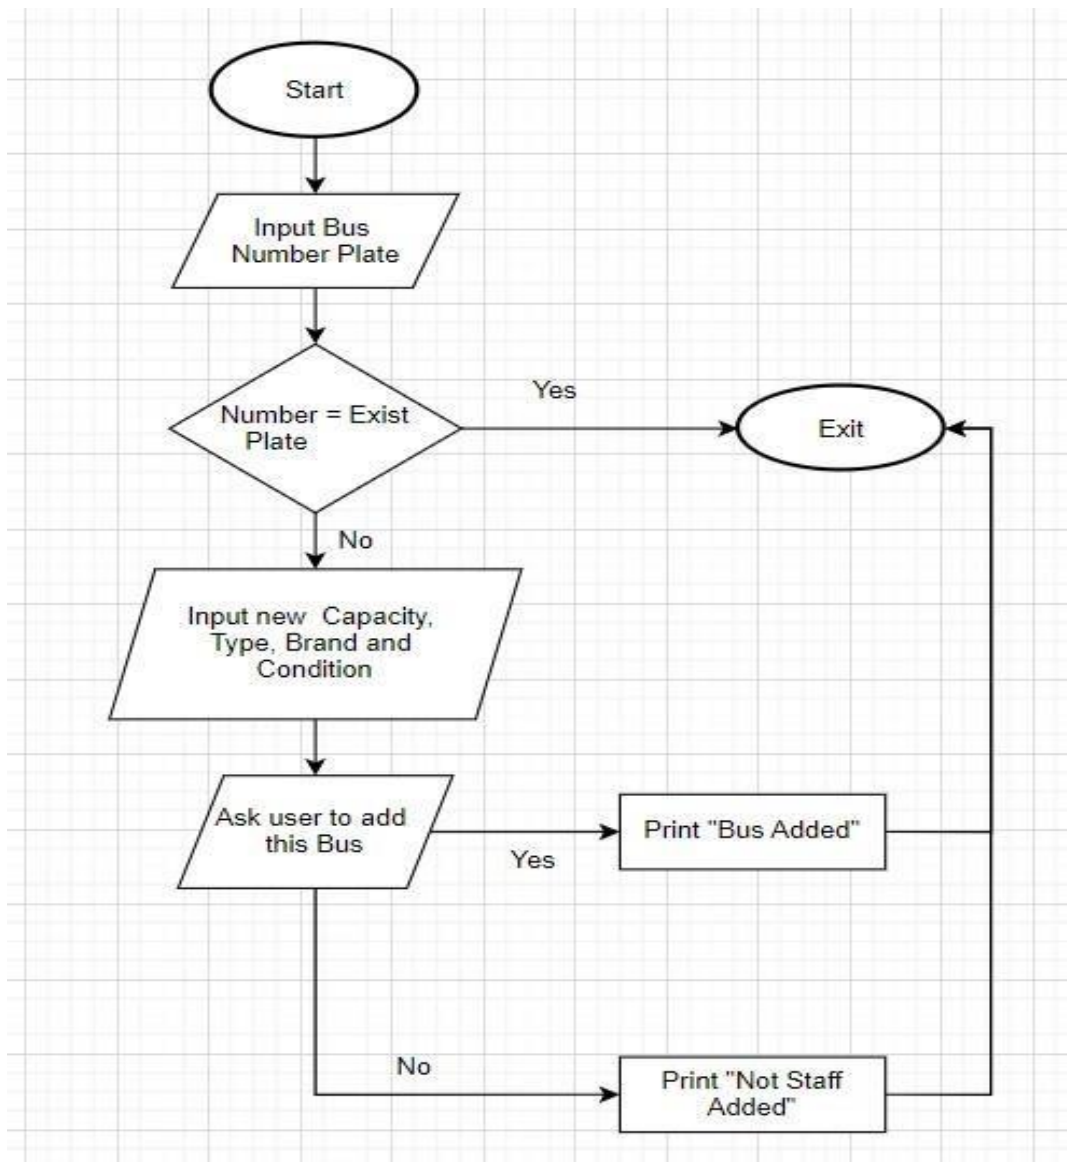 Start
Input Bus
Number Plate
Number = Exist
Plate
Yes
Exit
No
Input new Capacity,
Type, Brand and
Condition
Ask user to add
this Bus
Yes
Print "Bus Added"
No
Print "Not Staff
Added"